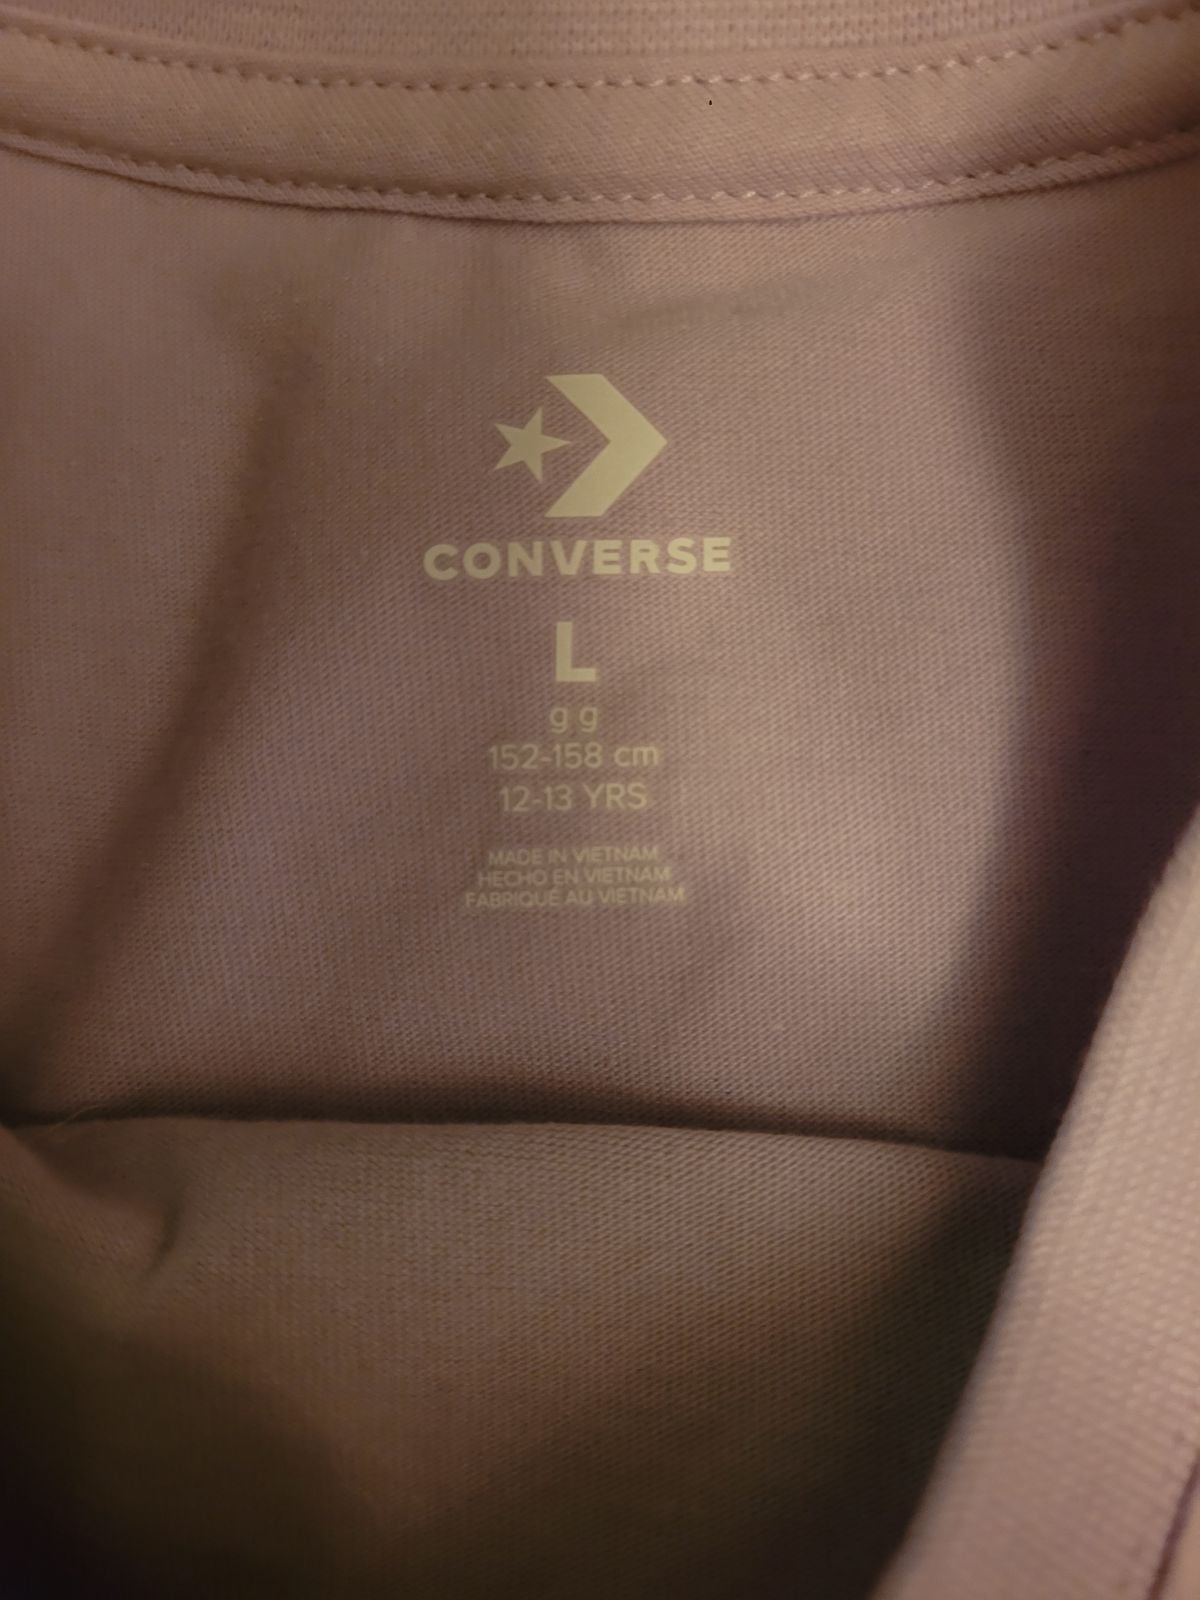 CONVERSE
L
g g
152-158 cm
12-13 YRS
MADE IN VIETNAM
HECHO EN VIETNAM
FABRIQUÉ AU VIETNAM